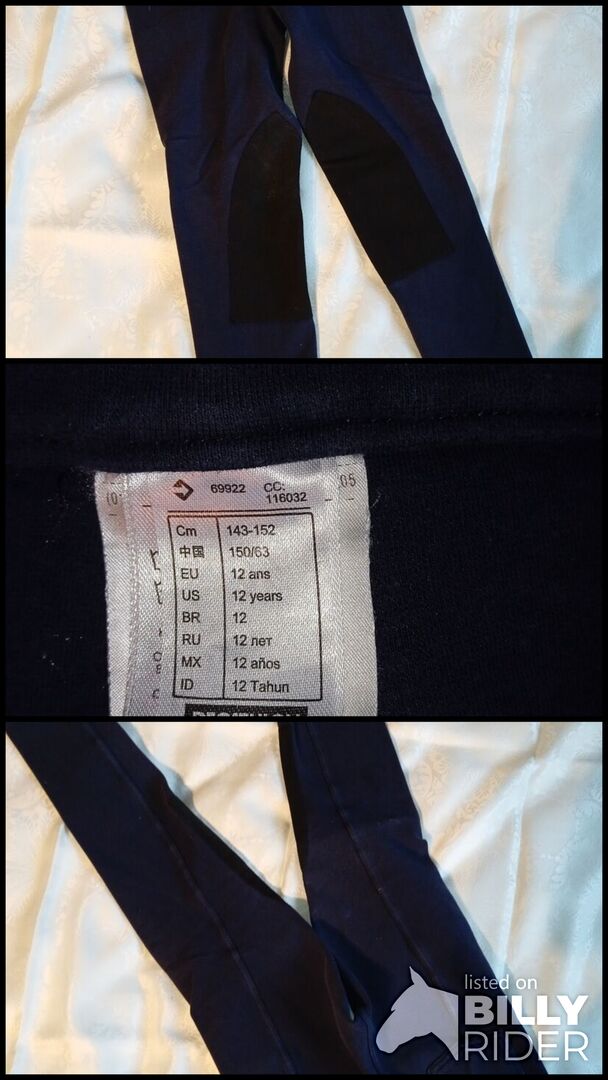 69922 CC: 116032
05
Cm 143-152
中国 150/63
EU 12 ans
US 12 years
BR 12
RU 12 лет
MX 12 años
ID 12 Tahun
listed on
BILLY
RIDER